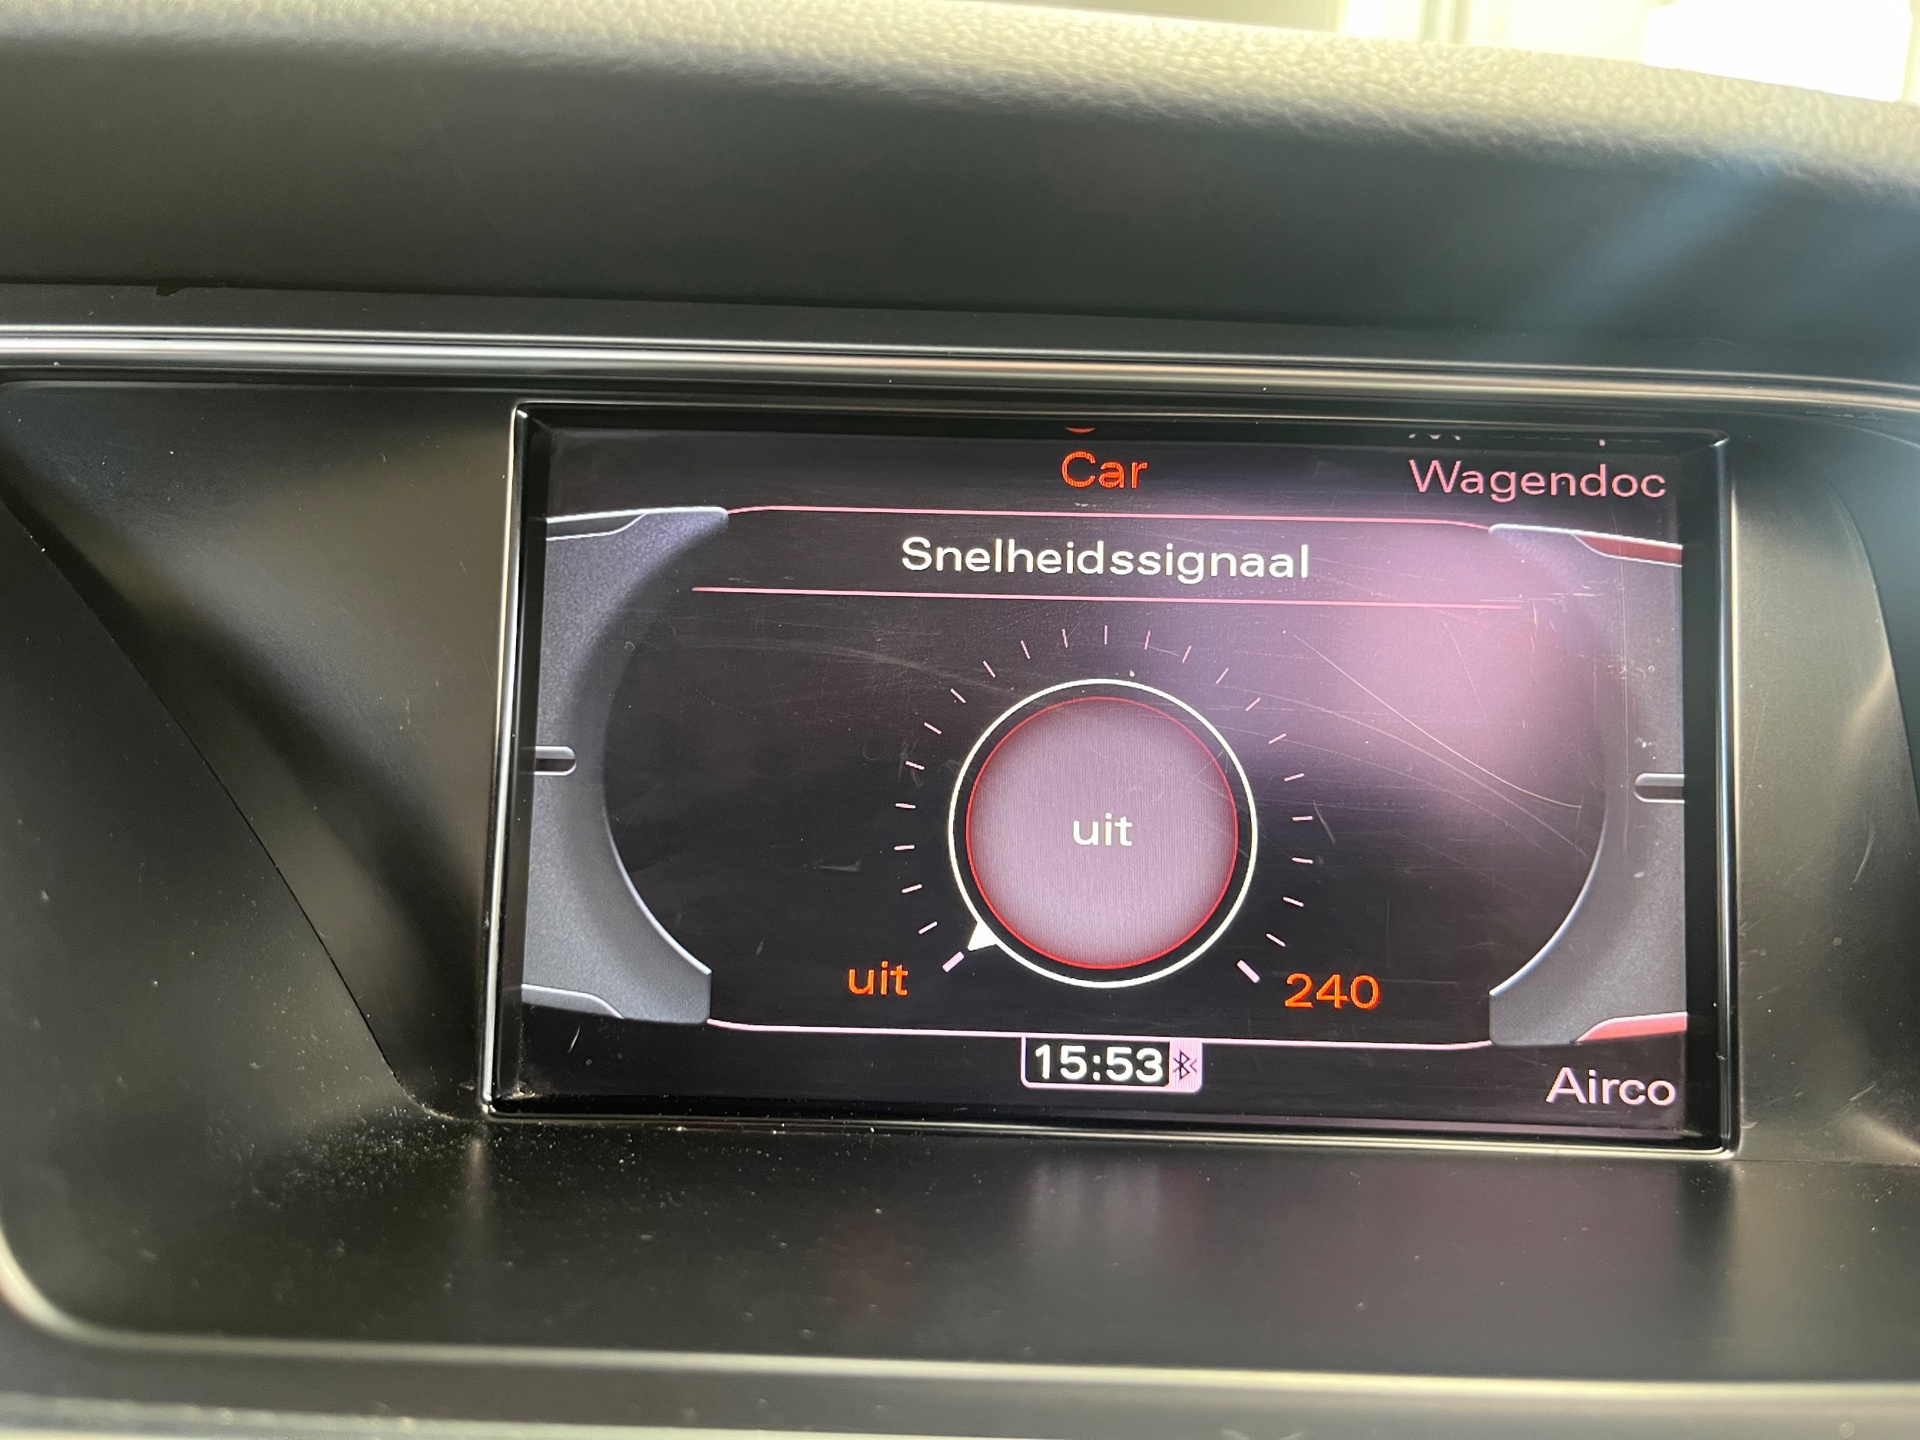 Car
Wagendoc
Snelheidssignaal
uit
uit
240
15:53
Airco